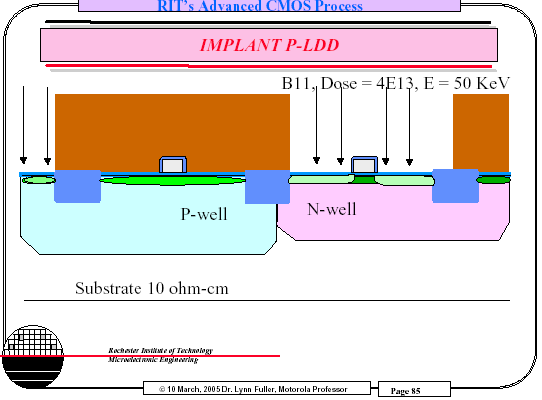 RIT's Advanced CMOS Process
IMPLANT P-LDD
B11, Dose = 4E13, E = 50 KeV
P-well
N-well
Substrate 10 ohm-cm
Rochester Institute of Technology
Microelectronic Engineering
© 10 March, 2005 Dr. Lynn Fuller, Motorola Professor
Page 85